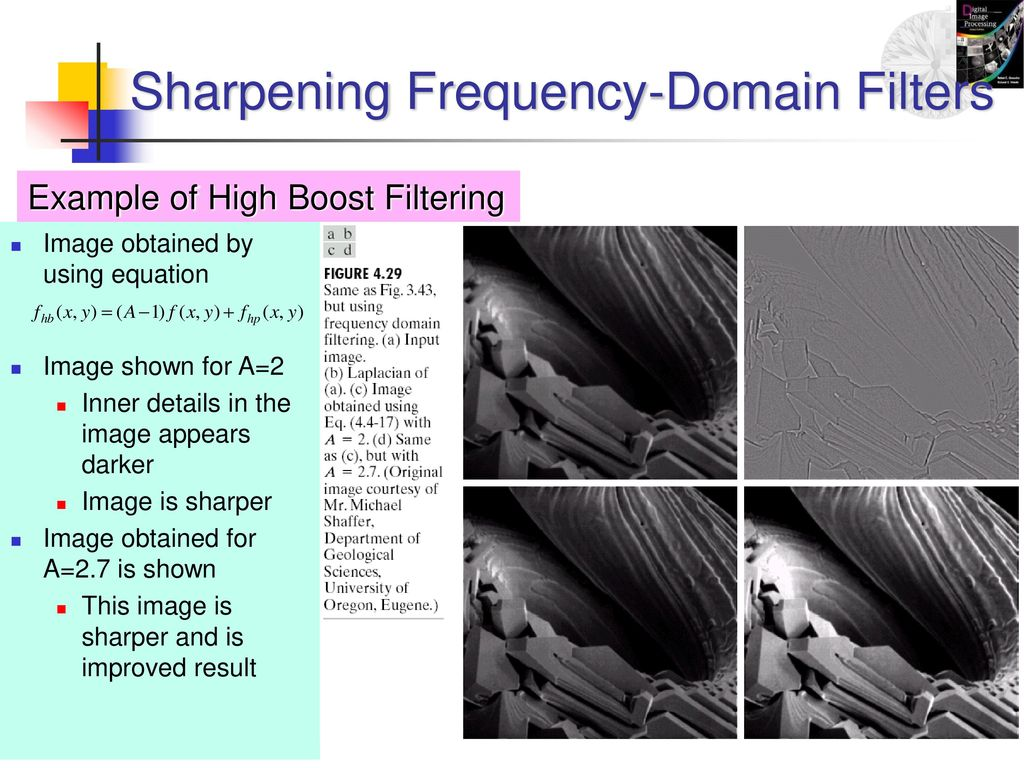 Digital
Image
Processing
Sharpening Frequency-Domain Filters
Example of High Boost Filtering
Image obtained by
using equation
f_hb (x, y) = (A − 1) f (x, y) + f_hp (x, y)
Image shown for A=2
Inner details in the
image appears
darker
Image is sharper
Image obtained for
A=2.7 is shown
This image is
sharper and is
improved result
a b
c d
FIGURE 4.29
Same as Fig. 3.43,
but using
frequency domain
filtering. (a) Input
image.
(b) Laplacian of
(a). (c) Image
obtained using
Eq. (4.4-17) with
A = 2. (d) Same
as (c), but with
A = 2.7. (Original
image courtesy of
Mr. Michael
Shaffer,
Department of
Geological
Sciences,
University of
Oregon, Eugene.)